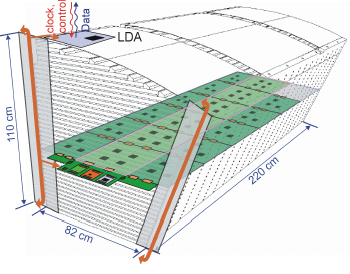 clock,
control
Data
LDA
110 cm
82 cm
220 cm